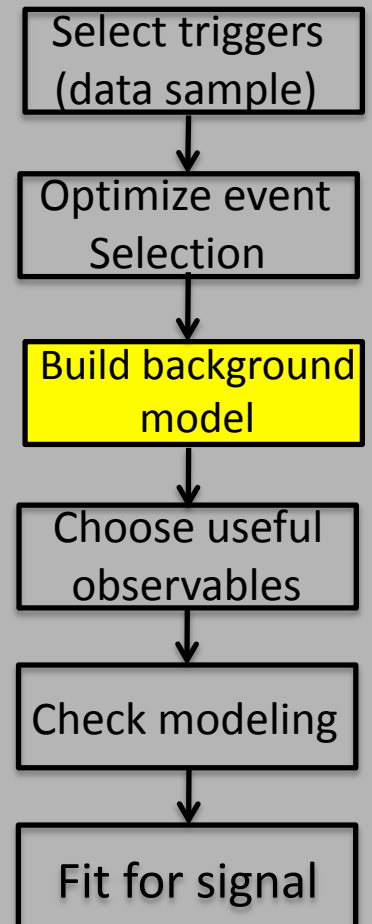 Select triggers
(data sample)
Optimize event
Selection
Build background
model
Choose useful
observables
Check modeling
Fit for signal